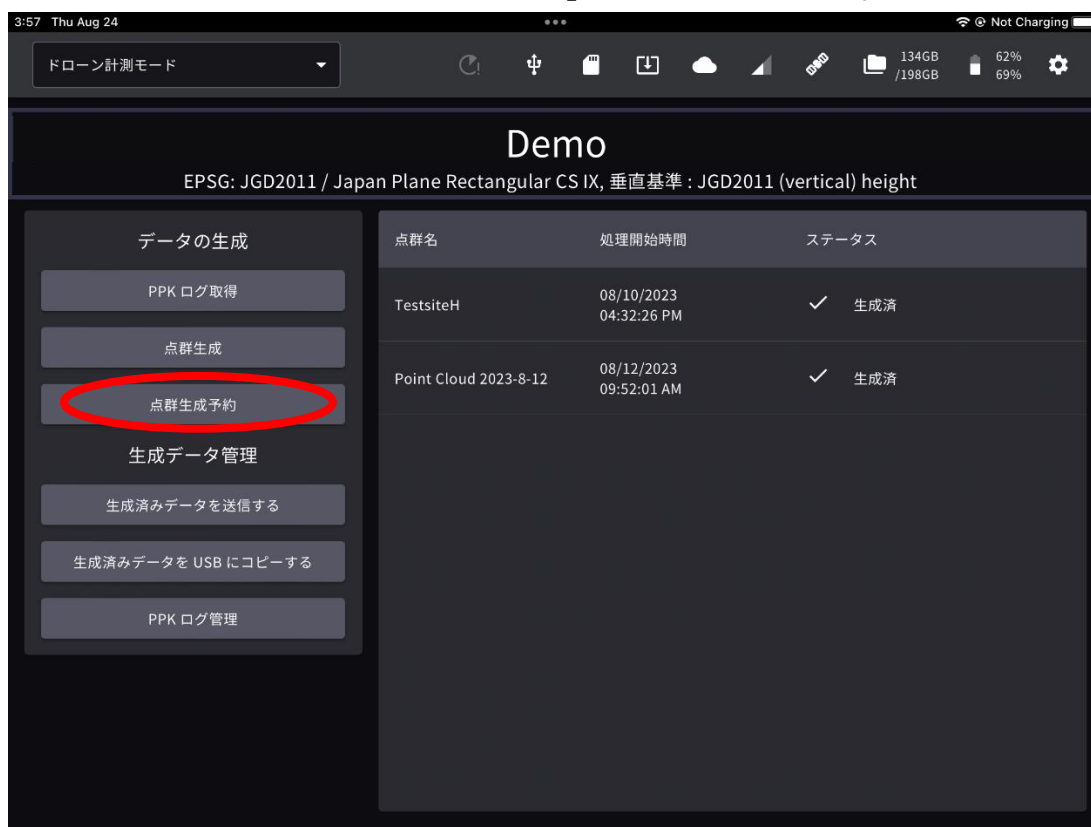 3:57 Thu Aug 24
Not Charging
ドローン計測モード
134GB
/198GB
62%
69%
Demo
EPSG: JGD2011 / Japan Plane Rectangular CS IX, 垂直基準 : JGD2011 (vertical) height
データの生成
PPK ログ取得
点群生成
点群生成予約
生成データ管理
生成済みデータを送信する
生成済みデータを USB にコピーする
PPK ログ管理
点群名 処理開始時間 ステータス
TestsiteH 08/10/2023 生成済
04:32:26 PM
Point Cloud 2023-8-12 08/12/2023 生成済
09:52:01 AM